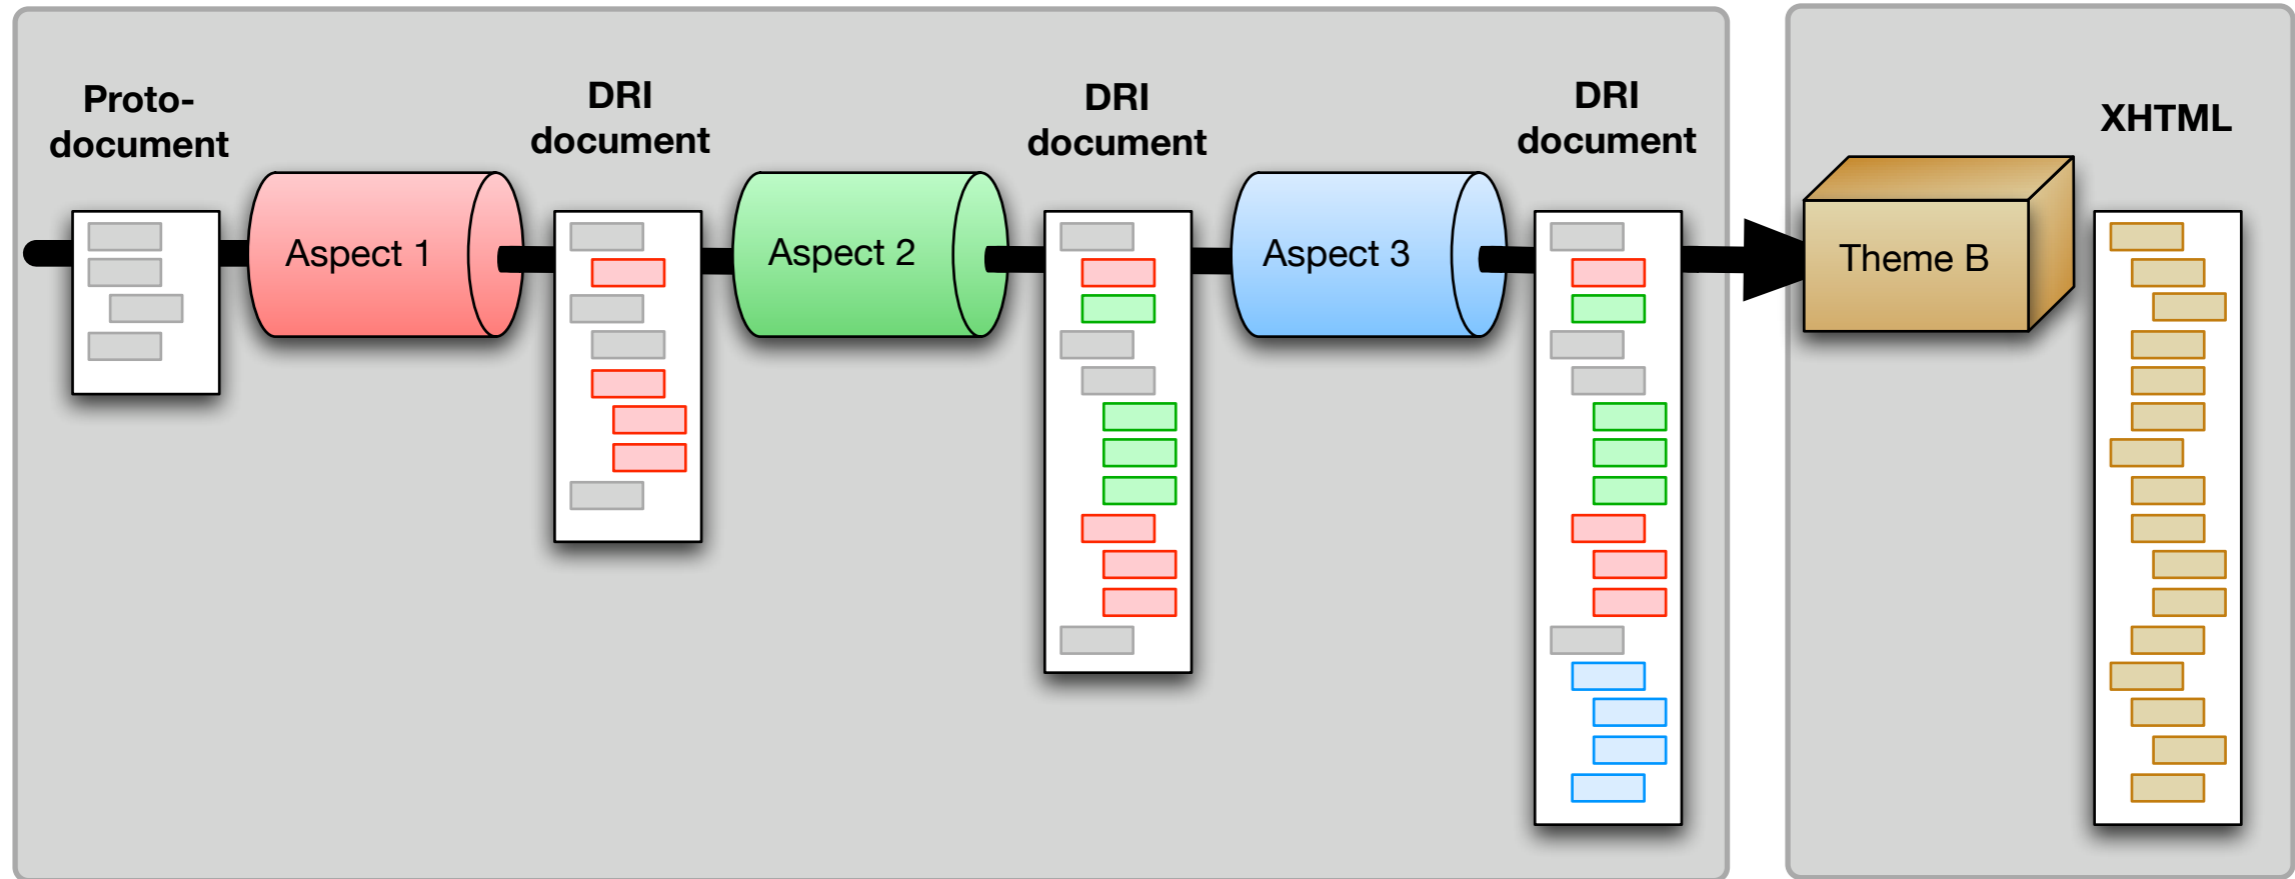 Proto-
document
Aspect 1
DRI
document
Aspect 2
DRI
document
Aspect 3
DRI
document
Theme B
XHTML